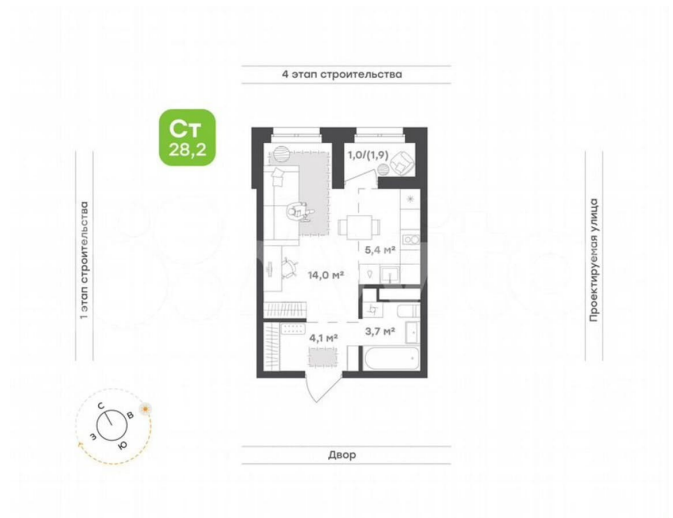 4 этап строительства
Ст
28,2
1,0/(1,9)
1 этап строительства
Проектируемая улица
5,4 м²
14,0 м²
3,7 м²
4,1 м²
С
В
З
Ю
Двор